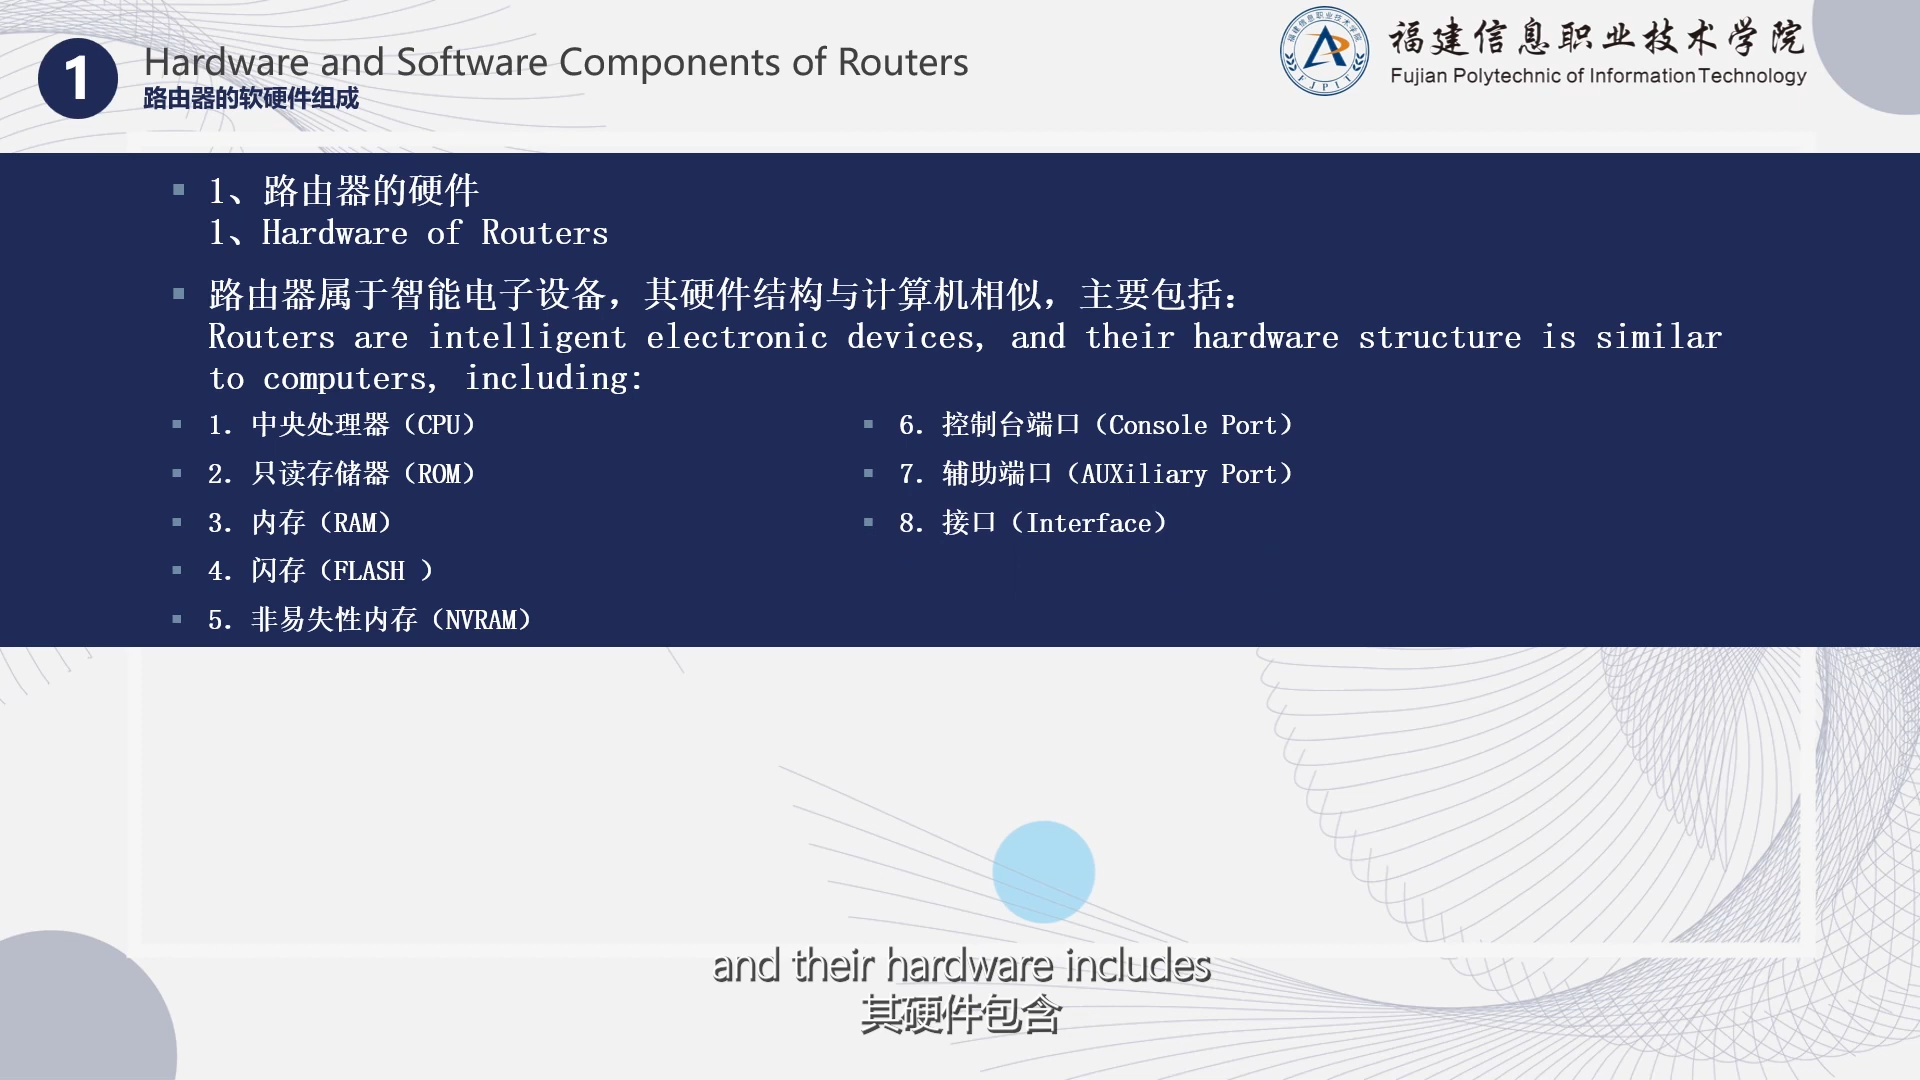 1
Hardware and Software Components of Routers
路由器的软硬件组成
福建信息职业技术学院
Fujian Polytechnic of Information Technology
FJPIT
▪ 1、路由器的硬件
1、Hardware of Routers
▪ 路由器属于智能电子设备，其硬件结构与计算机相似，主要包括：
Routers are intelligent electronic devices, and their hardware structure is similar
to computers, including:
▪ 1. 中央处理器（CPU）
▪ 2. 只读存储器（ROM）
▪ 3. 内存（RAM）
▪ 4. 闪存（FLASH ）
▪ 5. 非易失性内存（NVRAM）
▪ 6. 控制台端口（Console Port）
▪ 7. 辅助端口（AUXiliary Port）
▪ 8. 接口（Interface）
and their hardware includes
其硬件包含